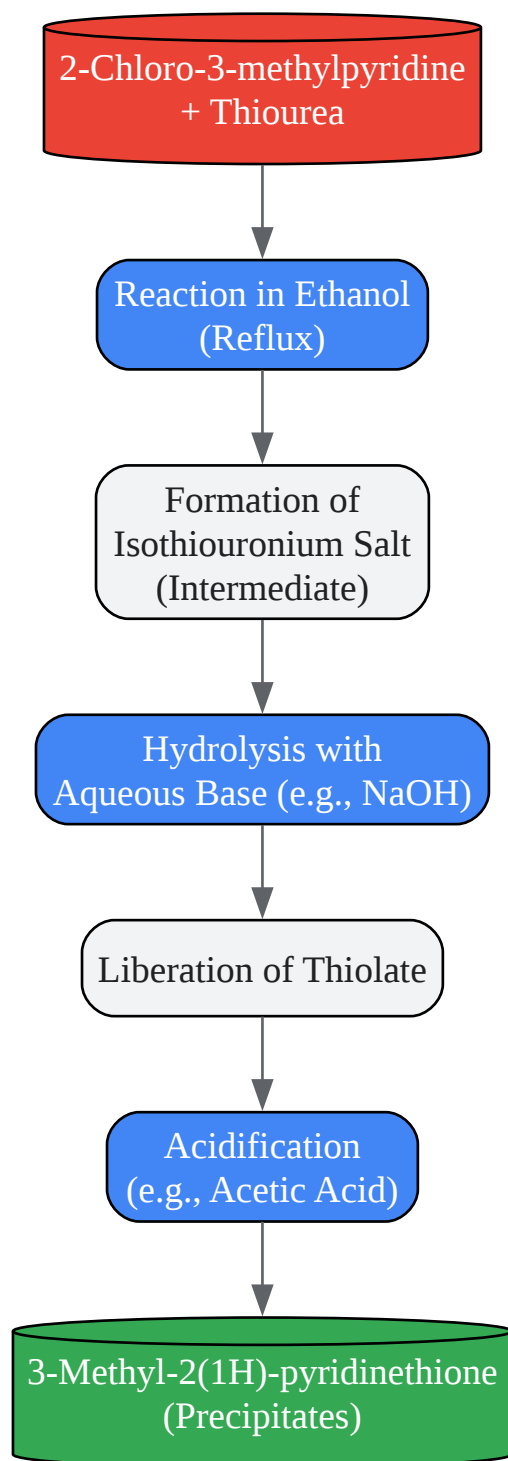 2-Chloro-3-methylpyridine
+ Thiourea
Reaction in Ethanol
(Reflux)
Formation of
Isothiouronium Salt
(Intermediate)
Hydrolysis with
Aqueous Base (e.g., NaOH)
Liberation of Thiolate
Acidification
(e.g., Acetic Acid)
3-Methyl-2(1H)-pyridinethione
(Precipitates)